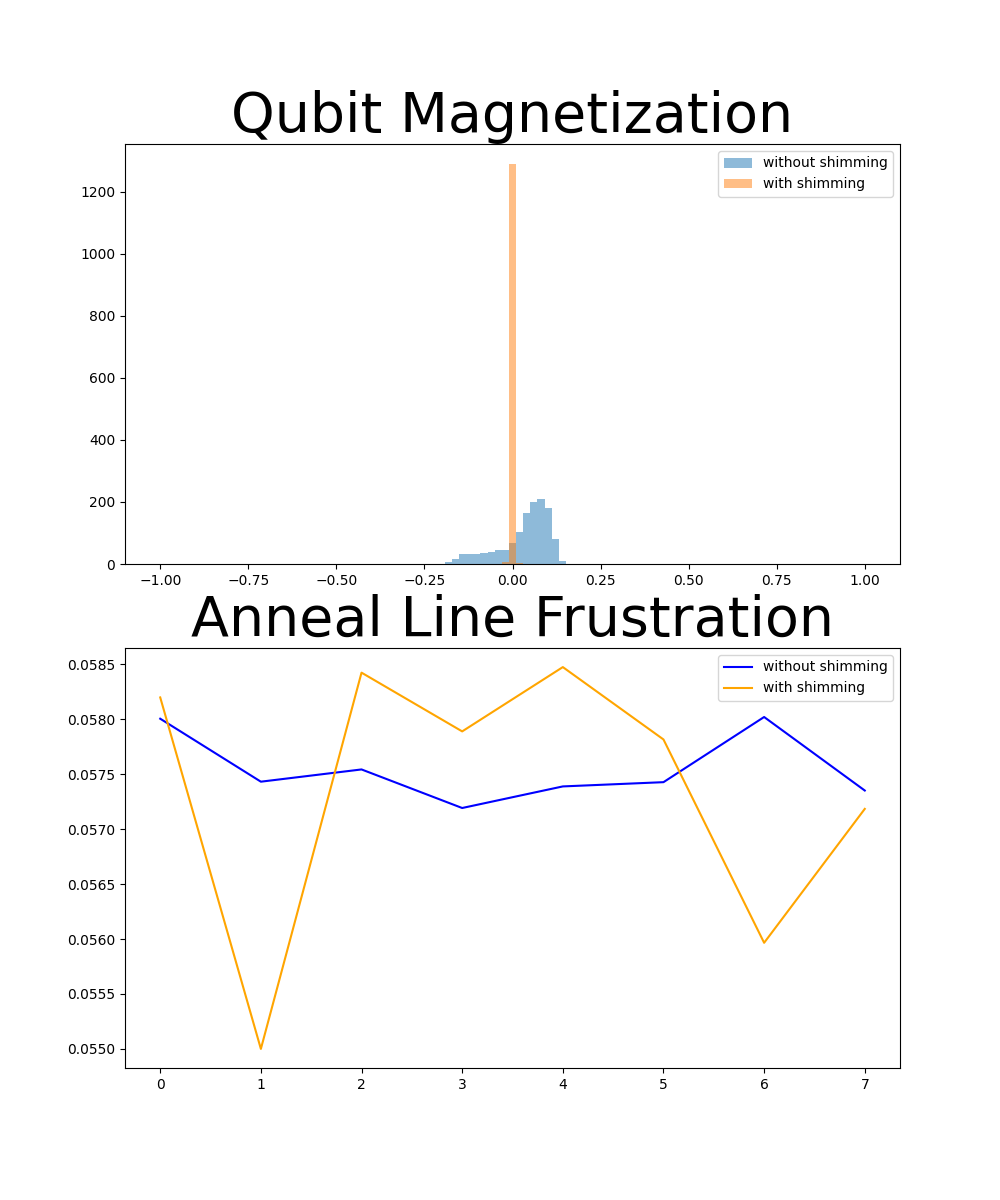 Qubit Magnetization
without shimming
with shimming
1200
1000
800
600
400
200
0
−1.00 −0.75 −0.50 −0.25 0.00 0.25 0.50 0.75 1.00
Anneal Line Frustration
without shimming
with shimming
0.0585
0.0580
0.0575
0.0570
0.0565
0.0560
0.0555
0.0550
0 1 2 3 4 5 6 7